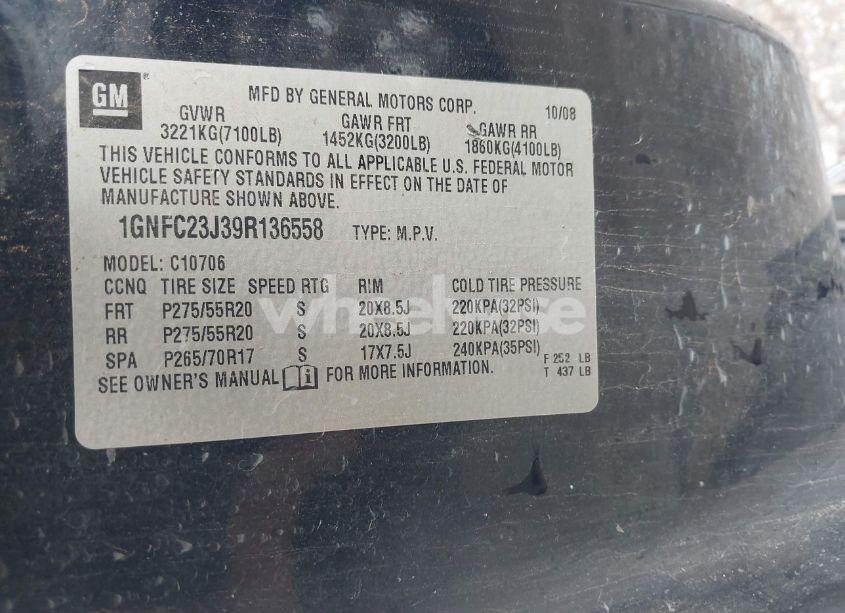 GM
MFD BY GENERAL MOTORS CORP. 10/08
GVWR GAWR FRT GAWR RR
3221KG(7100LB) 1452KG(3200LB) 1860KG(4100LB)
THIS VEHICLE CONFORMS TO ALL APPLICABLE U.S. FEDERAL MOTOR
VEHICLE SAFETY STANDARDS IN EFFECT ON THE DATE OF
MANUFACTURE SHOWN ABOVE.
1GNFC23J39R136558 TYPE: M.P.V.
MODEL: C10706
CCNQ TIRE SIZE SPEED RTG RIM COLD TIRE PRESSURE
FRT P275/55R20 S 20X8.5J 220KPA(32PSI)
RR P275/55R20 S 20X8.5J 220KPA(32PSI)
SPA P265/70R17 S 17X7.5J 240KPA(35PSI)
F 252 LB
T 437 LB
SEE OWNER'S MANUAL FOR MORE INFORMATION.